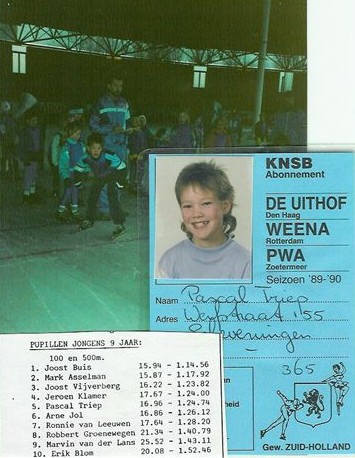 KNSB
Abonnement
DE UITHOF
Den Haag
WEENA
Rotterdam
PWA
Zoetermeer
Seizoen '89-'90
Naam Pascal Triep
Adres 155
365
Gew. ZUID-HOLLAND
PUPILLEN JONGENS 9 JAAR:
100 en 500m.
1. Joost Buis 15.94 - 1.14.56
2. Mark Asselman 15.87 - 1.17.92
3. Joost Vijverberg 16.22 - 1.23.82
4. Jeroen Klamer 17.67 - 1.24.00
5. Pascal Triep 16.96 - 1.24.74
6. Arne Jol 16.86 - 1.26.12
7. Ronnie van Leeuwen 17.64 - 1.28.20
8. Robbert Groenewegen 21.34 - 1.40.79
9. Marvin van der Lans 25.52 - 1.43.11
10. Erik Blom 20.08 - 1.52.46